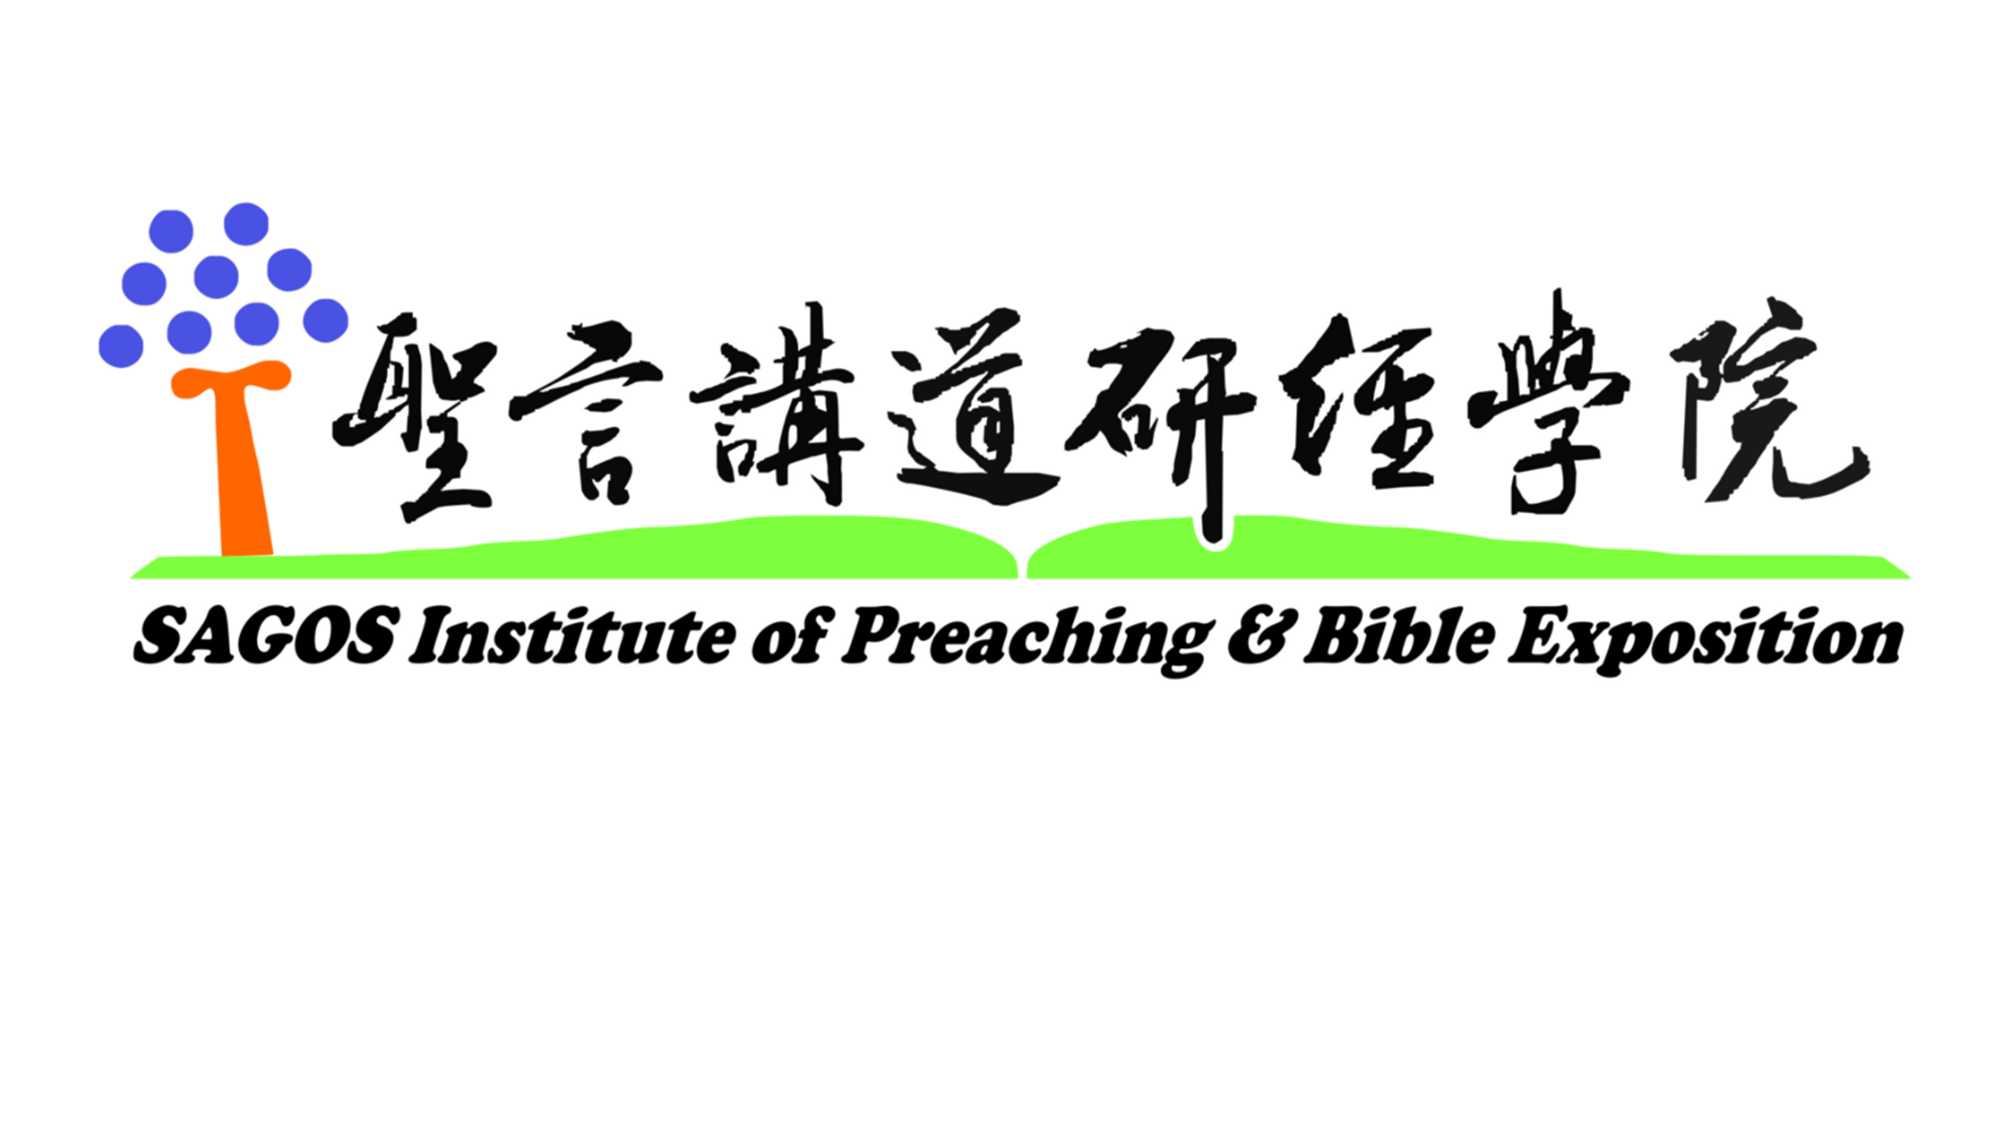 聖言講道研經學院
SAGOS Institute of Preaching & Bible Exposition